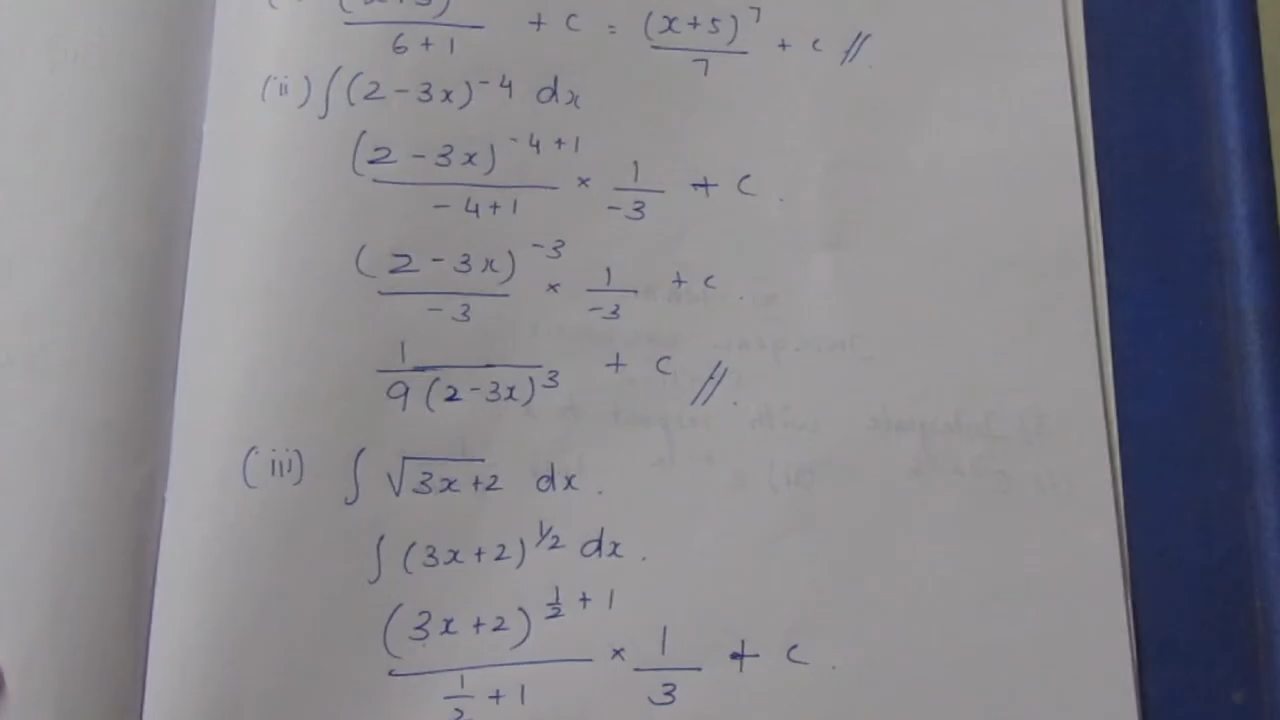 6+1 + c = (x+5)^7 / 7 + c //.
(ii) ∫(2-3x)^-4 dx
(2-3x)^-4+1 / -4+1 × 1/-3 + c.
(2-3x)^-3 / -3 × 1/-3 + c.
1 / 9(2-3x)^3 + c //.
(iii) ∫ √3x+2 dx.
∫ (3x+2)^1/2 dx.
(3x+2)^1/2+1 / 1/2+1 × 1/3 + c.